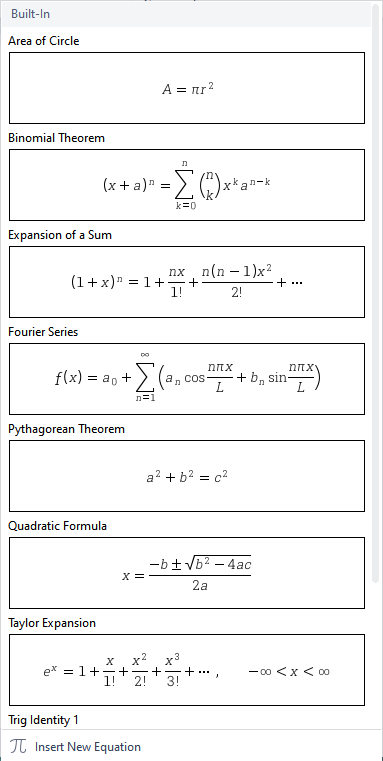 Built-In
Area of Circle
A = πr²
Binomial Theorem
(x + a)ⁿ = ∑ₖ₌₀ⁿ (n k) xᵏ aⁿ⁻ᵏ
Expansion of a Sum
(1 + x)ⁿ = 1 + nx/1! + n(n − 1)x²/2! + ⋯
Fourier Series
f(x) = a₀ + ∑ₙ₌₁^∞ (aₙ cos nπx/L + bₙ sin nπx/L)
Pythagorean Theorem
a² + b² = c²
Quadratic Formula
x = (−b ± √(b² − 4ac))/2a
Taylor Expansion
eˣ = 1 + x/1! + x²/2! + x³/3! + ⋯ , −∞ < x < ∞
Trig Identity 1
π Insert New Equation